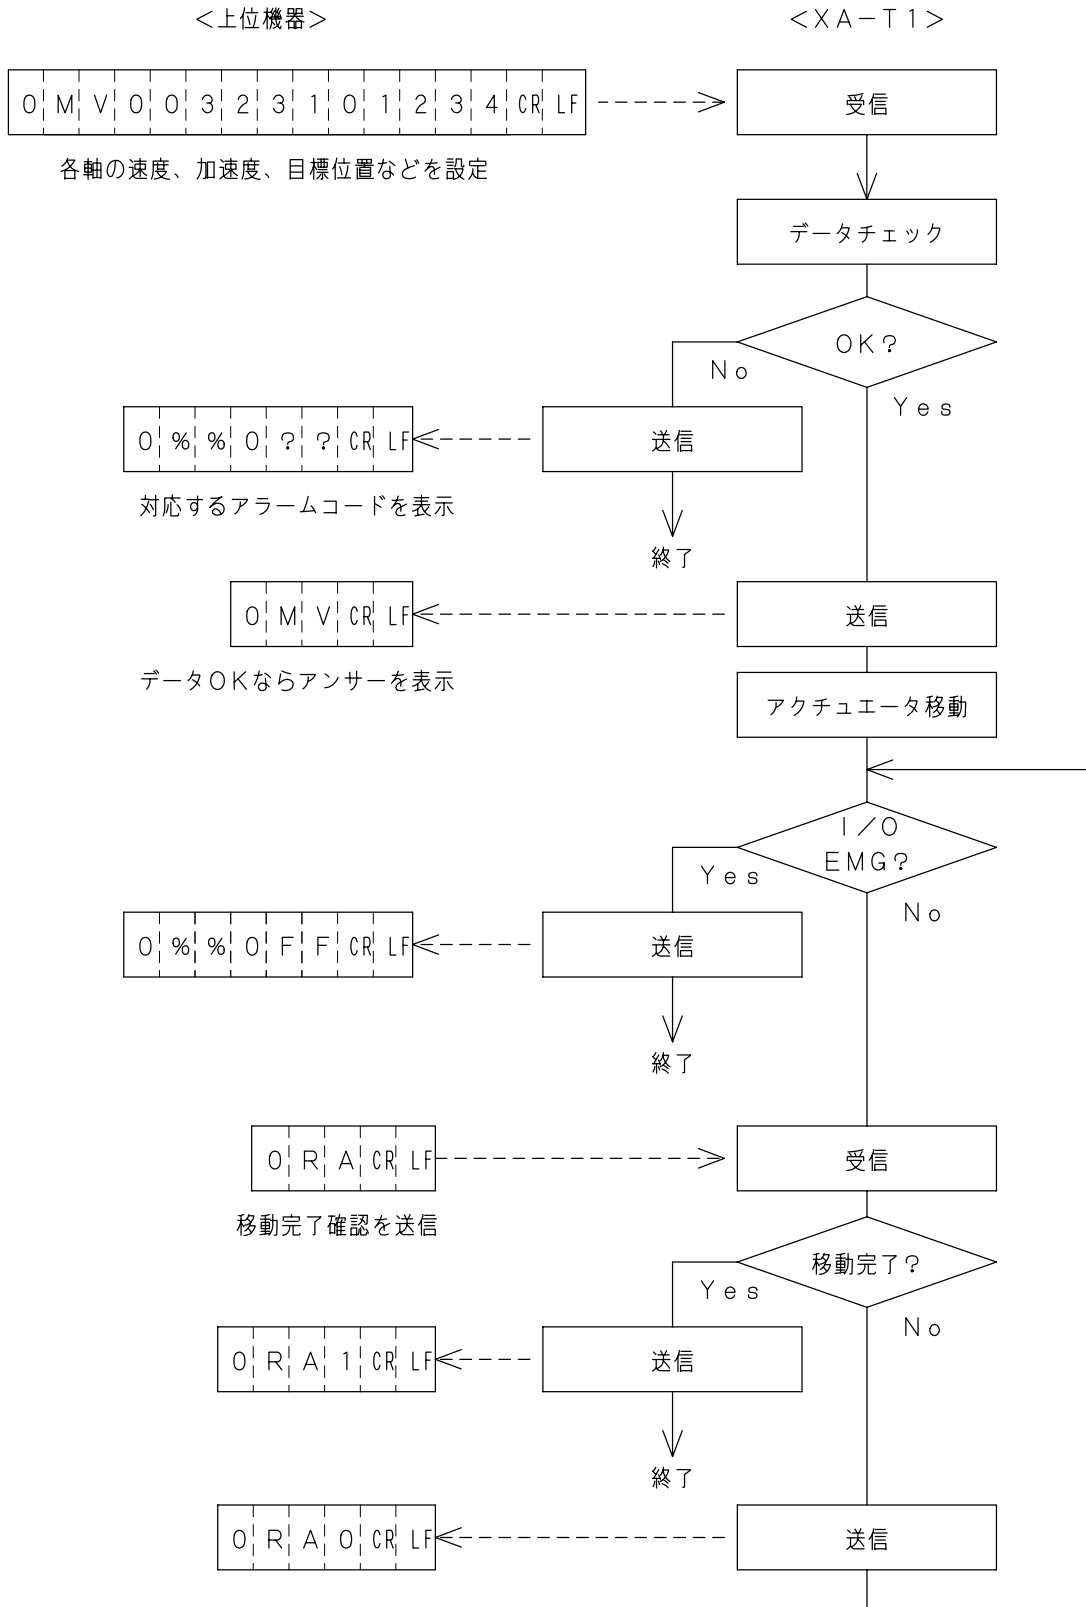 ＜上位機器＞
＜ＸＡ－Ｔ１＞
0 M V 0 0 3 2 3 1 0 1 2 3 4 CR LF
受信
各軸の速度、加速度、目標位置などを設定
データチェック
OK?
No
Yes
0 % % 0 ? ? CR LF
送信
対応するアラームコードを表示
終了
0 M V CR LF
送信
データOKならアンサーを表示
アクチュエータ移動
I/O
EMG?
Yes
No
0 % % 0 F F CR LF
送信
終了
0 R A CR LF
受信
移動完了確認を送信
移動完了?
Yes
No
0 R A 1 CR LF
送信
終了
0 R A 0 CR LF
送信